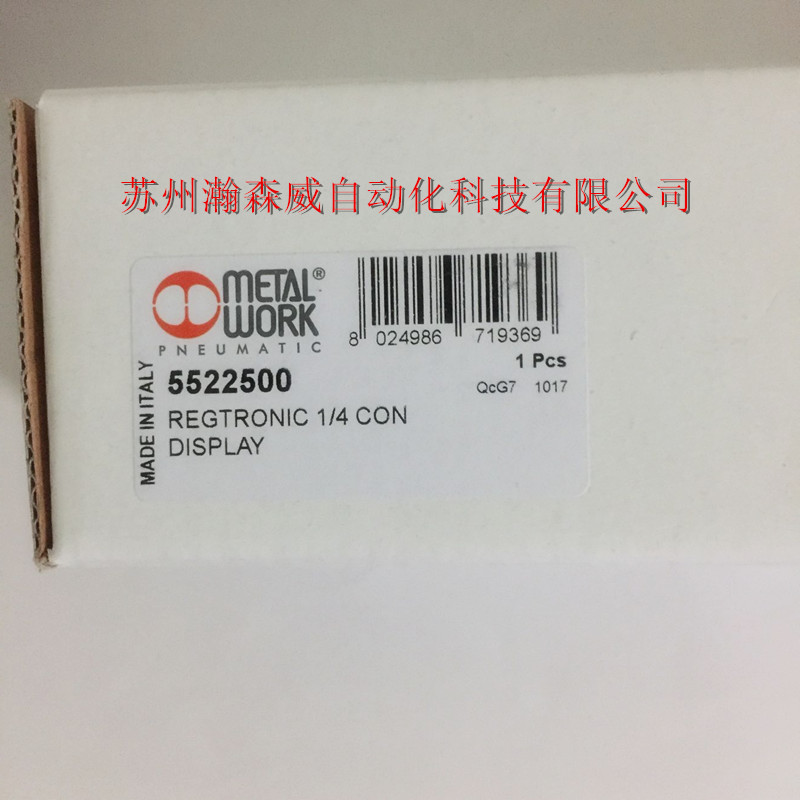 苏州瀚森威自动化科技有限公司
METAL WORK®
PNEUMATIC
8 024986 719369
1 Pcs
QcG7 1017
MADE IN ITALY
5522500
REGTRONIC 1/4 CON
DISPLAY